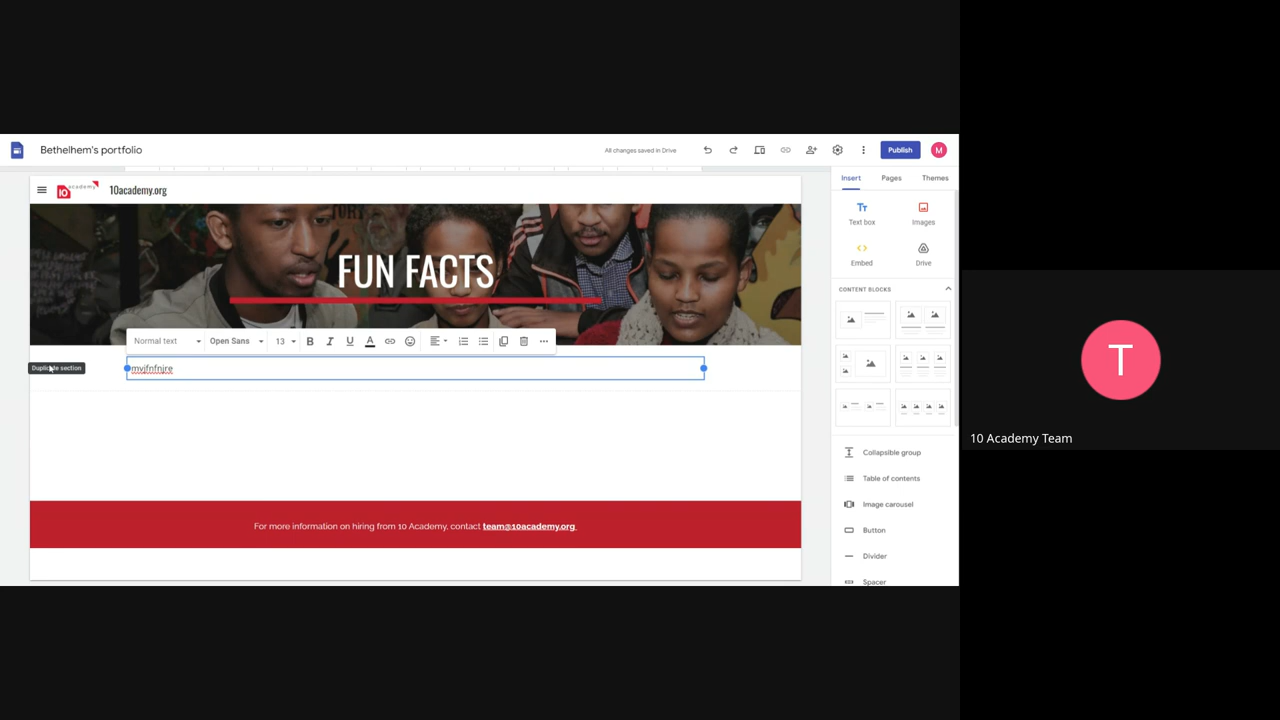 Bethelhem's portfolio
All changes saved in Drive
Publish
M
10
academy
10academy.org
Insert
Pages
Themes
Text box
Images
Embed
Drive
CONTENT BLOCKS
FUN FACTS
Normal text
Open Sans
13
B
I
U
A
Duplicate section
mvjfnfnjre
For more information on hiring from 10 Academy, contact team@10academy.org
Collapsible group
Table of contents
Image carousel
Button
Divider
Spacer
T
10 Academy Team